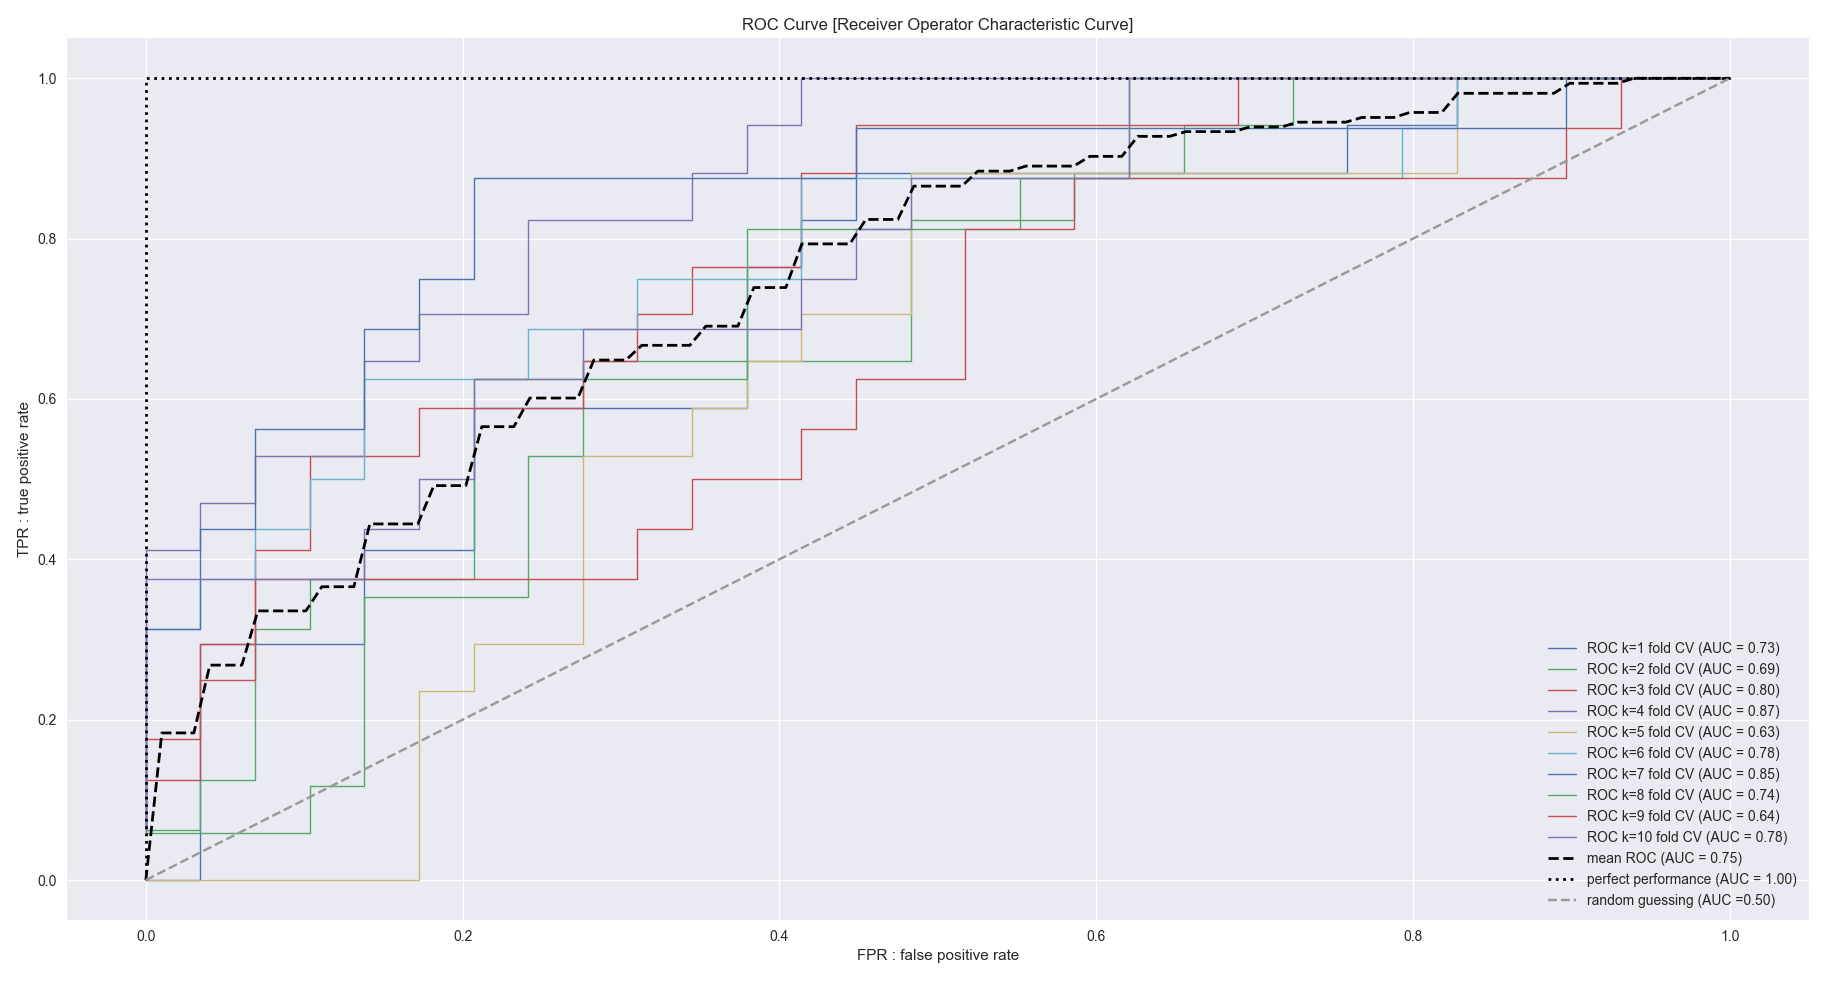 ROC Curve [Receiver Operator Characteristic Curve]
TPR : true positive rate
1.0
0.8
0.6
0.4
0.2
0.0
ROC k=1 fold CV (AUC = 0.73)
ROC k=2 fold CV (AUC = 0.69)
ROC k=3 fold CV (AUC = 0.80)
ROC k=4 fold CV (AUC = 0.87)
ROC k=5 fold CV (AUC = 0.63)
ROC k=6 fold CV (AUC = 0.78)
ROC k=7 fold CV (AUC = 0.85)
ROC k=8 fold CV (AUC = 0.74)
ROC k=9 fold CV (AUC = 0.64)
ROC k=10 fold CV (AUC = 0.78)
mean ROC (AUC = 0.75)
perfect performance (AUC = 1.00)
random guessing (AUC =0.50)
0.0 0.2 0.4 0.6 0.8 1.0
FPR : false positive rate